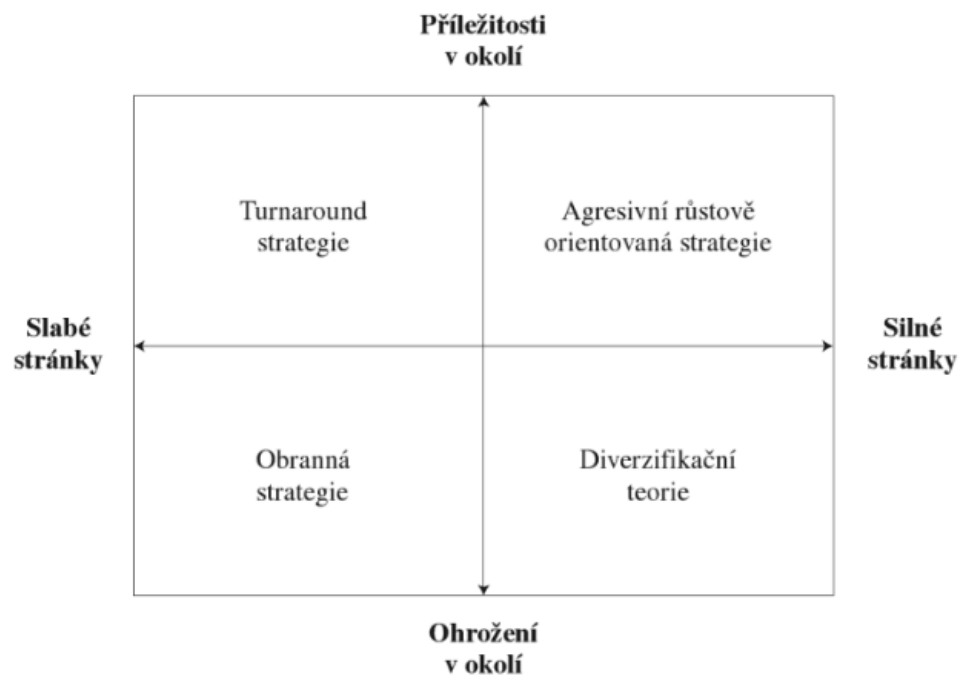 Příležitosti
v okolí
Turnaround
strategie
Agresivní růstově
orientovaná strategie
Slabé
stránky
Silné
stránky
Obranná
strategie
Diverzifikační
teorie
Ohrožení
v okolí